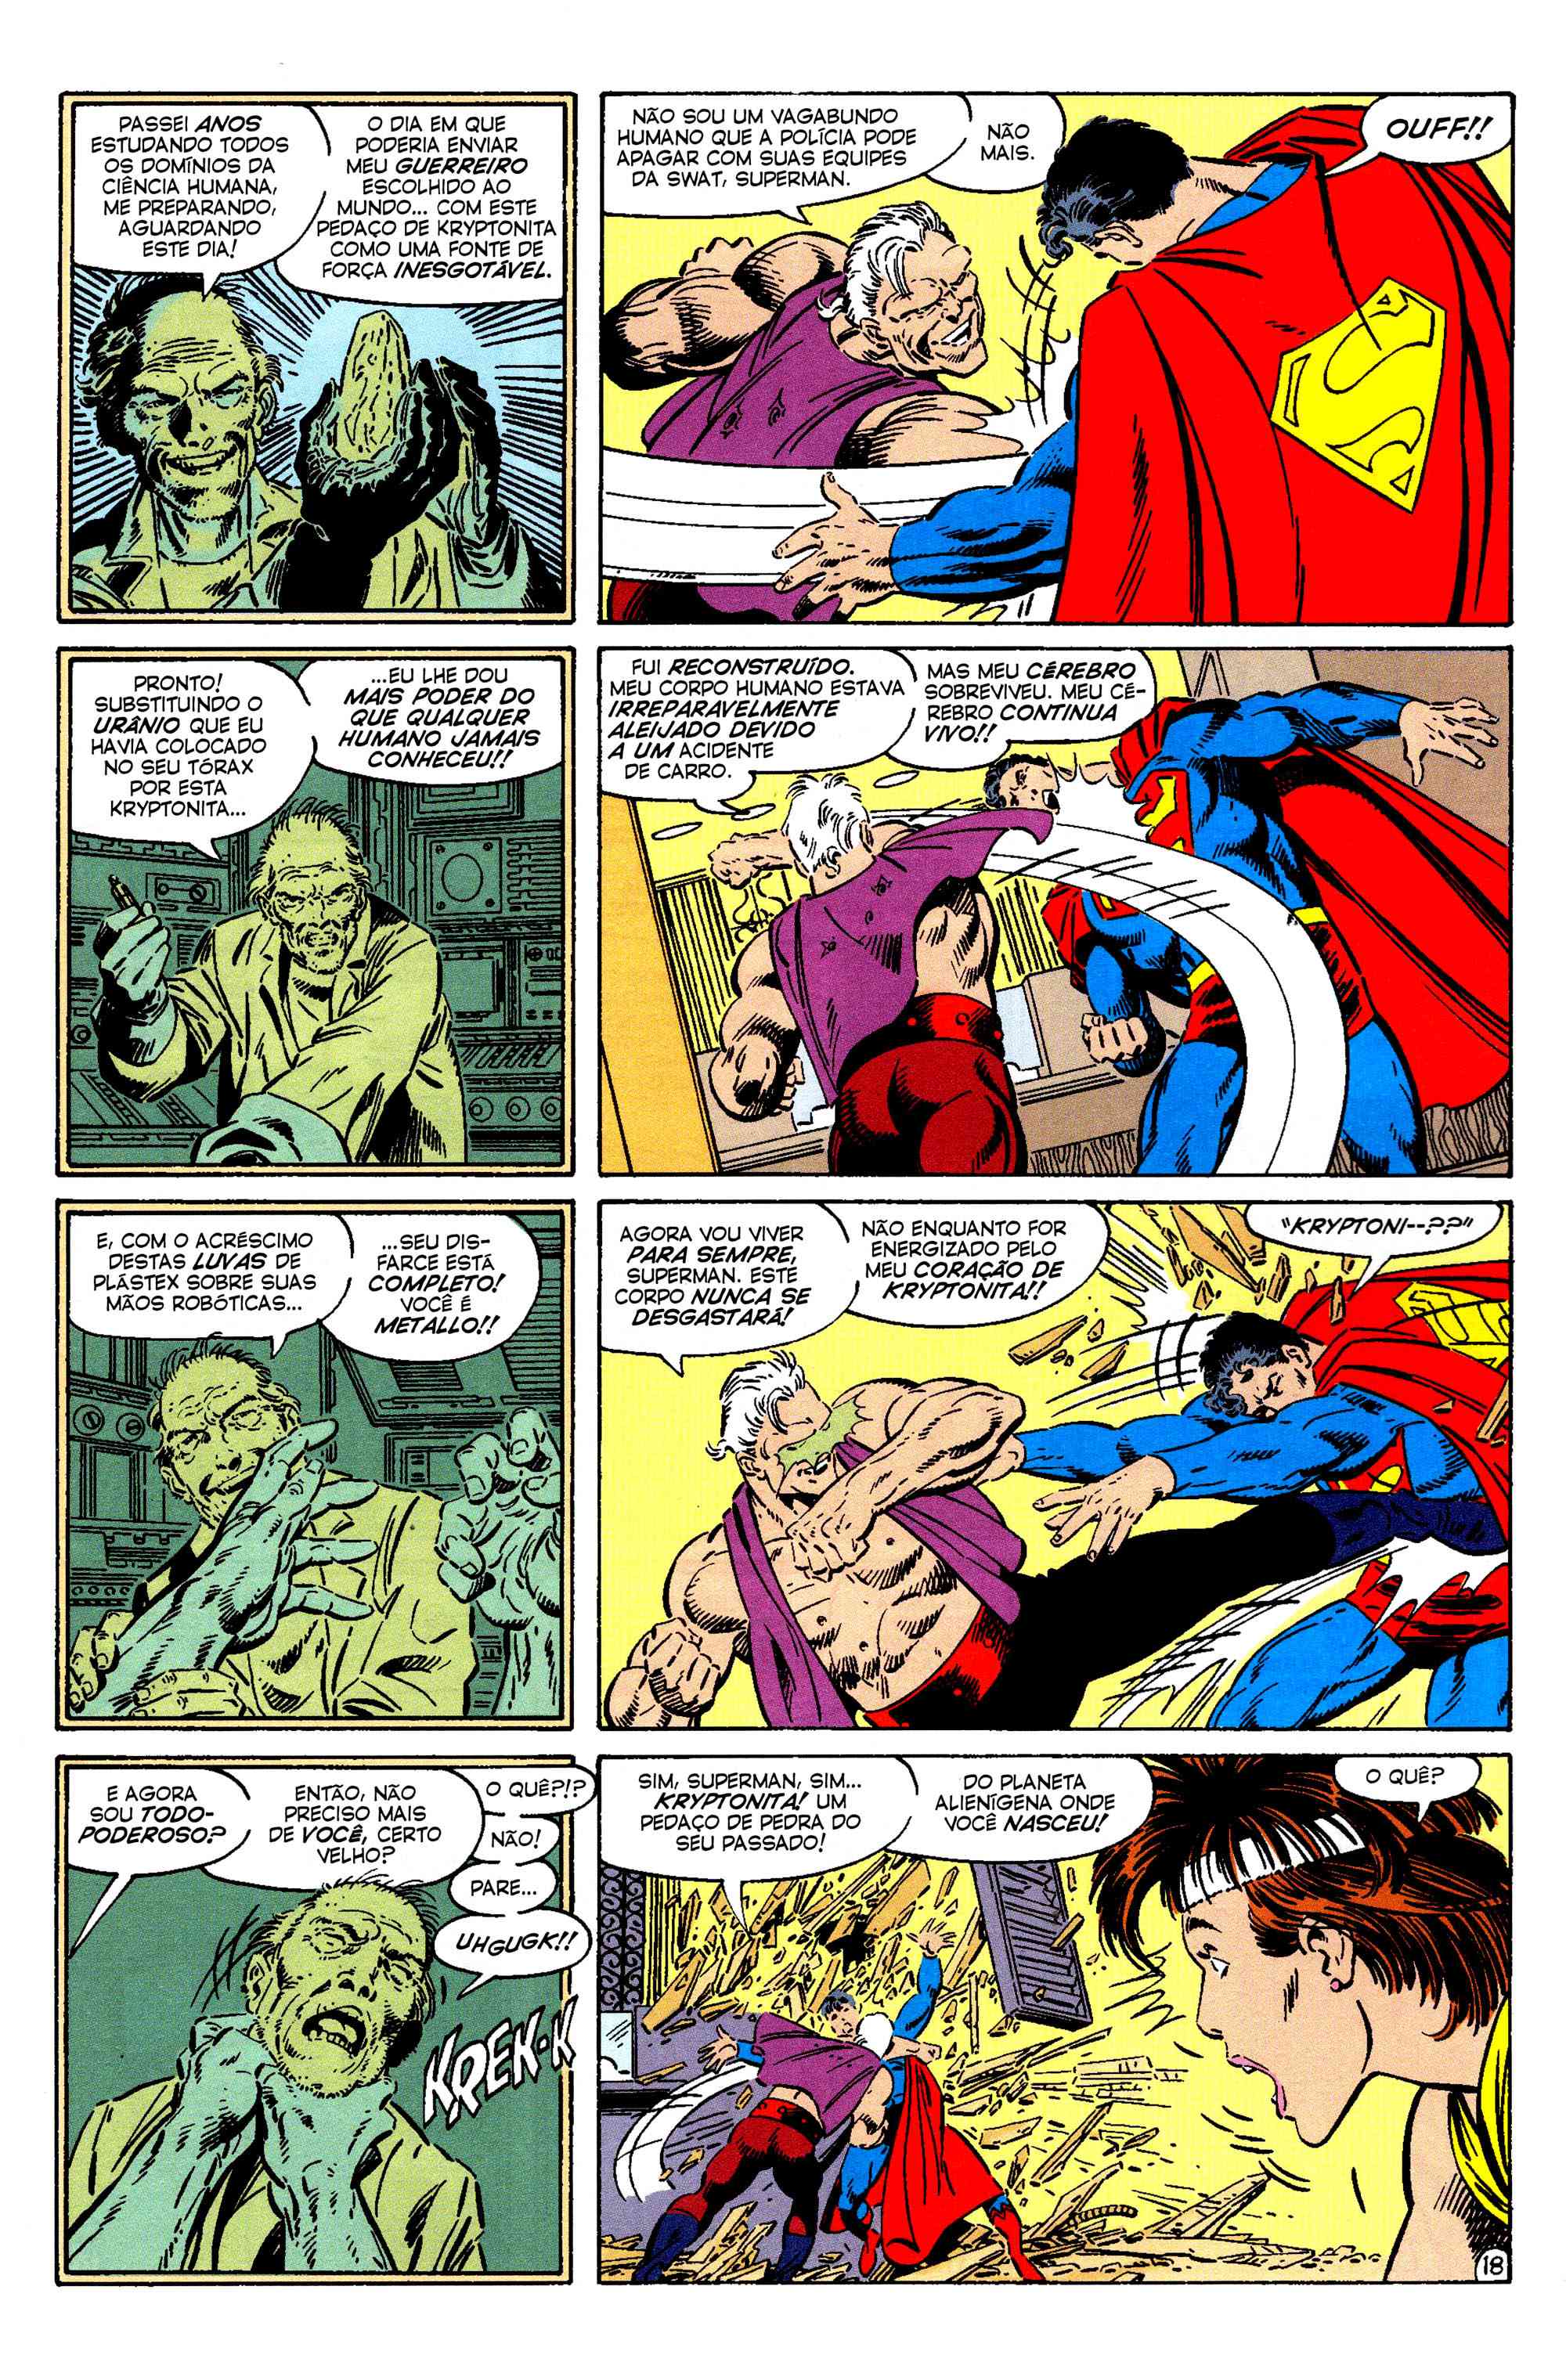 PASSEI ANOS
ESTUDANDO TODOS
OS DOMÍNIOS DA
CIÊNCIA HUMANA,
ME PREPARANDO,
AGUARDANDO
ESTE DIA!
O DIA EM QUE
PODERIA ENVIAR
MEU GUERREIRO
ESCOLHIDO AO
MUNDO... COM ESTE
PEDAÇO DE KRYPTONITA
COMO UMA FONTE DE
FORÇA INESGOTÁVEL.
NÃO SOU UM VAGABUNDO
HUMANO QUE A POLÍCIA PODE
APAGAR COM SUAS EQUIPES
DA SWAT, SUPERMAN.
NÃO
MAIS.
OUFF!!
PRONTO!
SUBSTITUINDO O
URÂNIO QUE EU
HAVIA COLOCADO
NO SEU TÓRAX
POR ESTA
KRYPTONITA...
...EU LHE DOU
MAIS PODER DO
QUE QUALQUER
HUMANO JAMAIS
CONHECEU!!
FUI RECONSTRUÍDO.
MEU CORPO HUMANO ESTAVA
IRREPARAVELMENTE
ALEIJADO DEVIDO
A UM ACIDENTE
DE CARRO.
MAS MEU CÉREBRO
SOBREVIVEU. MEU CÉ-
REBRO CONTINUA
VIVO!!
E, COM O ACRÉSCIMO
DESTAS LUVAS DE
PLÁSTEX SOBRE SUAS
MÃOS ROBÓTICAS...
...SEU DIS-
FARCE ESTÁ
COMPLETO!
VOCÊ É
METALLO!!
AGORA VOU VIVER
PARA SEMPRE,
SUPERMAN. ESTE
CORPO NUNCA SE
DESGASTARÁ!
NÃO ENQUANTO FOR
ENERGIZADO PELO
MEU CORAÇÃO DE
KRYPTONITA!!
"KRYPTONI--??"
E AGORA
SOU TODO-
PODEROSO?
ENTÃO, NÃO
PRECISO MAIS
DE VOCÊ, CERTO
VELHO?
O QUÊ?!?
NÃO!
PARE...
UHGUGK!!
KREK-K
SIM, SUPERMAN, SIM...
KRYPTONITA! UM
PEDAÇO DE PEDRA DO
SEU PASSADO!
DO PLANETA
ALIENÍGENA ONDE
VOCÊ NASCEU!
O QUÊ?
18